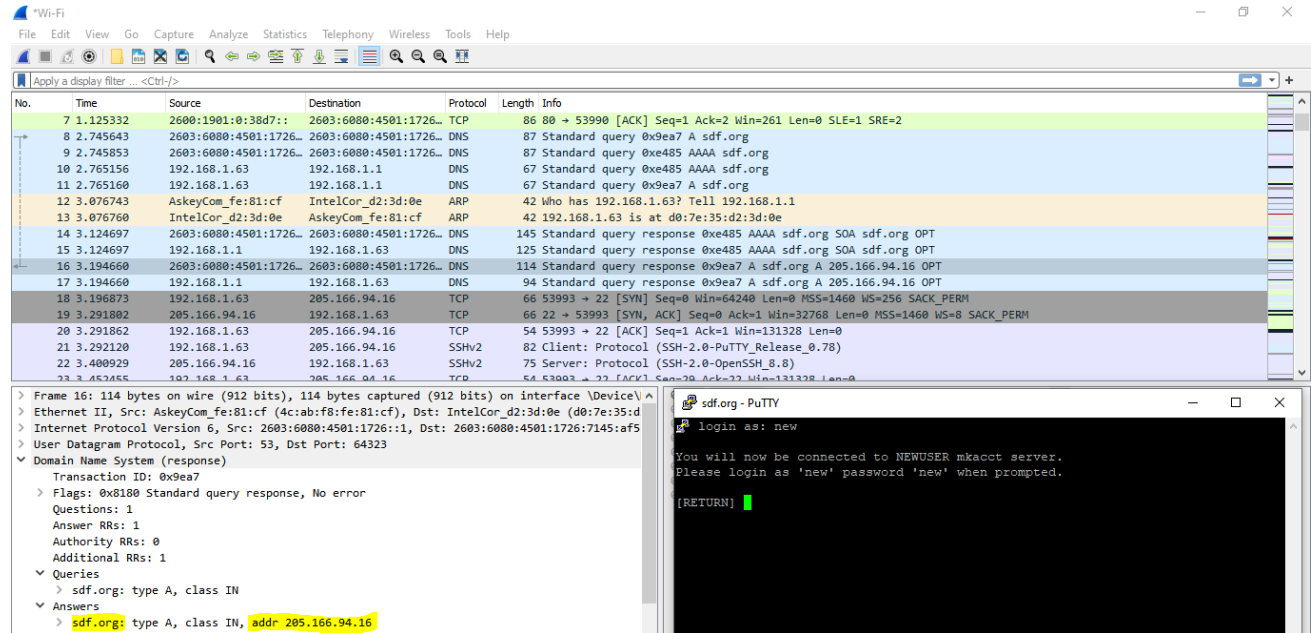 *Wi-Fi
File Edit View Go Capture Analyze Statistics Telephony Wireless Tools Help
Apply a display filter ... <Ctrl-/>
No. Time Source Destination Protocol Length Info
7 1.125332 2600:1901:0:38d7:: 2603:6080:4501:1726… TCP 86 80 → 53990 [ACK] Seq=1 Ack=2 Win=261 Len=0 SLE=1 SRE=2
8 2.745643 2603:6080:4501:1726… 2603:6080:4501:1726… DNS 87 Standard query 0x9ea7 A sdf.org
9 2.745853 2603:6080:4501:1726… 2603:6080:4501:1726… DNS 87 Standard query 0xe485 AAAA sdf.org
10 2.765156 192.168.1.63 192.168.1.1 DNS 67 Standard query 0xe485 AAAA sdf.org
11 2.765160 192.168.1.63 192.168.1.1 DNS 67 Standard query 0x9ea7 A sdf.org
12 3.076743 AskeyCom_fe:81:cf IntelCor_d2:3d:0e ARP 42 Who has 192.168.1.63? Tell 192.168.1.1
13 3.076760 IntelCor_d2:3d:0e AskeyCom_fe:81:cf ARP 42 192.168.1.63 is at d0:7e:35:d2:3d:0e
14 3.124697 2603:6080:4501:1726… 2603:6080:4501:1726… DNS 145 Standard query response 0xe485 AAAA sdf.org SOA sdf.org OPT
15 3.124697 192.168.1.1 192.168.1.63 DNS 125 Standard query response 0xe485 AAAA sdf.org SOA sdf.org OPT
16 3.194660 2603:6080:4501:1726… 2603:6080:4501:1726… DNS 114 Standard query response 0x9ea7 A sdf.org A 205.166.94.16 OPT
17 3.194660 192.168.1.1 192.168.1.63 DNS 94 Standard query response 0x9ea7 A sdf.org A 205.166.94.16 OPT
18 3.196873 192.168.1.63 205.166.94.16 TCP 66 53993 → 22 [SYN] Seq=0 Win=64240 Len=0 MSS=1460 WS=256 SACK_PERM
19 3.291802 205.166.94.16 192.168.1.63 TCP 66 22 → 53993 [SYN, ACK] Seq=0 Ack=1 Win=32768 Len=0 MSS=1460 WS=8 SACK_PERM
20 3.291862 192.168.1.63 205.166.94.16 TCP 54 53993 → 22 [ACK] Seq=1 Ack=1 Win=131328 Len=0
21 3.292120 192.168.1.63 205.166.94.16 SSHv2 82 Client: Protocol (SSH-2.0-PuTTY_Release_0.78)
22 3.400929 205.166.94.16 192.168.1.63 SSHv2 75 Server: Protocol (SSH-2.0-OpenSSH_8.8)
23 3.452455 192.168.1.63 205.166.94.16 TCP 54 53993 → 22 [ACK] Seq=29 Ack=22 Win=131328 Len=0
Frame 16: 114 bytes on wire (912 bits), 114 bytes captured (912 bits) on interface \Device\
Ethernet II, Src: AskeyCom_fe:81:cf (4c:ab:f8:fe:81:cf), Dst: IntelCor_d2:3d:0e (d0:7e:35:d
Internet Protocol Version 6, Src: 2603:6080:4501:1726::1, Dst: 2603:6080:4501:1726:7145:af5
User Datagram Protocol, Src Port: 53, Dst Port: 64323
Domain Name System (response)
Transaction ID: 0x9ea7
Flags: 0x8180 Standard query response, No error
Questions: 1
Answer RRs: 1
Authority RRs: 0
Additional RRs: 1
Queries
sdf.org: type A, class IN
Answers
sdf.org: type A, class IN, addr 205.166.94.16
sdf.org - PuTTY
login as: new
You will now be connected to NEWUSER mkacct server.
Please login as 'new' password 'new' when prompted.
[RETURN]